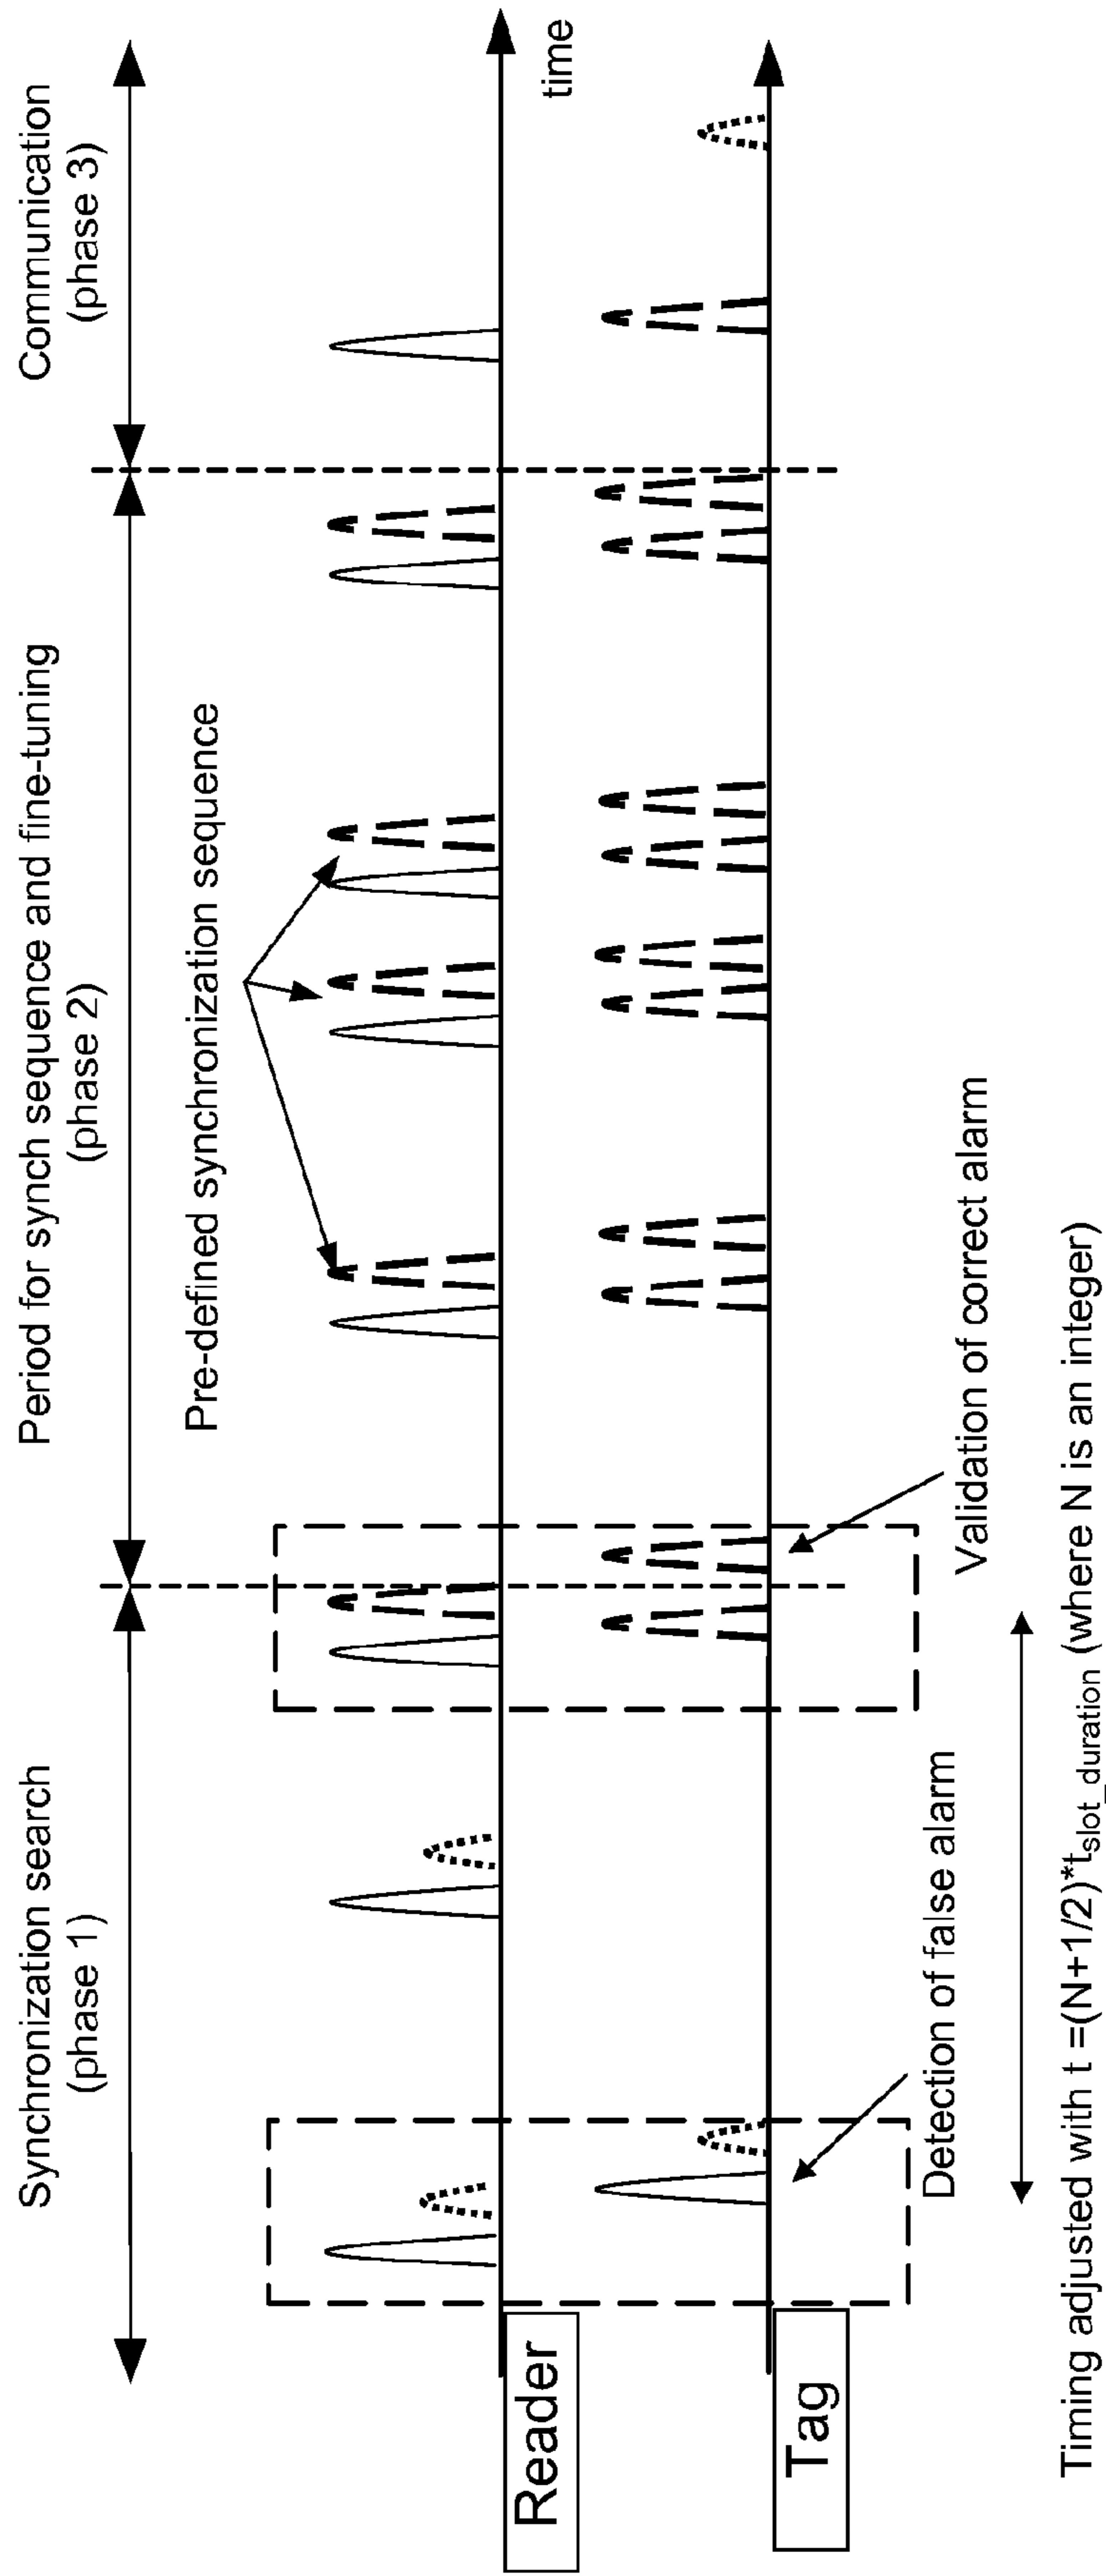 Synchronization search
(phase 1)
Period for synch sequence and fine-tuning
(phase 2)
Communication
(phase 3)
Pre-defined synchronization sequence
Reader
time
Tag
Detection of false alarm
Validation of correct alarm
Timing adjusted with t =(N+1/2)*tslot_duration (where N is an integer)